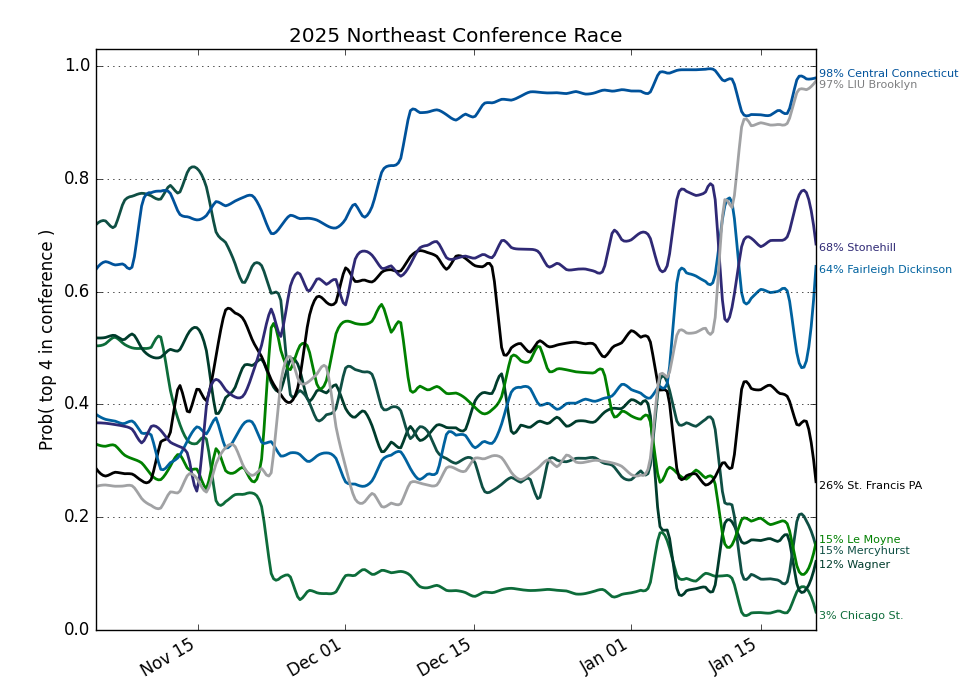 2025 Northeast Conference Race
1.0
98% Central Connecticut
97% LIU Brooklyn
0.8
68% Stonehill
64% Fairleigh Dickinson
0.6
Prob( top 4 in conference )
0.4
26% St. Francis PA
0.2
15% Le Moyne
15% Mercyhurst
12% Wagner
3% Chicago St.
0.0
Nov 15
Dec 01
Dec 15
Jan 01
Jan 15